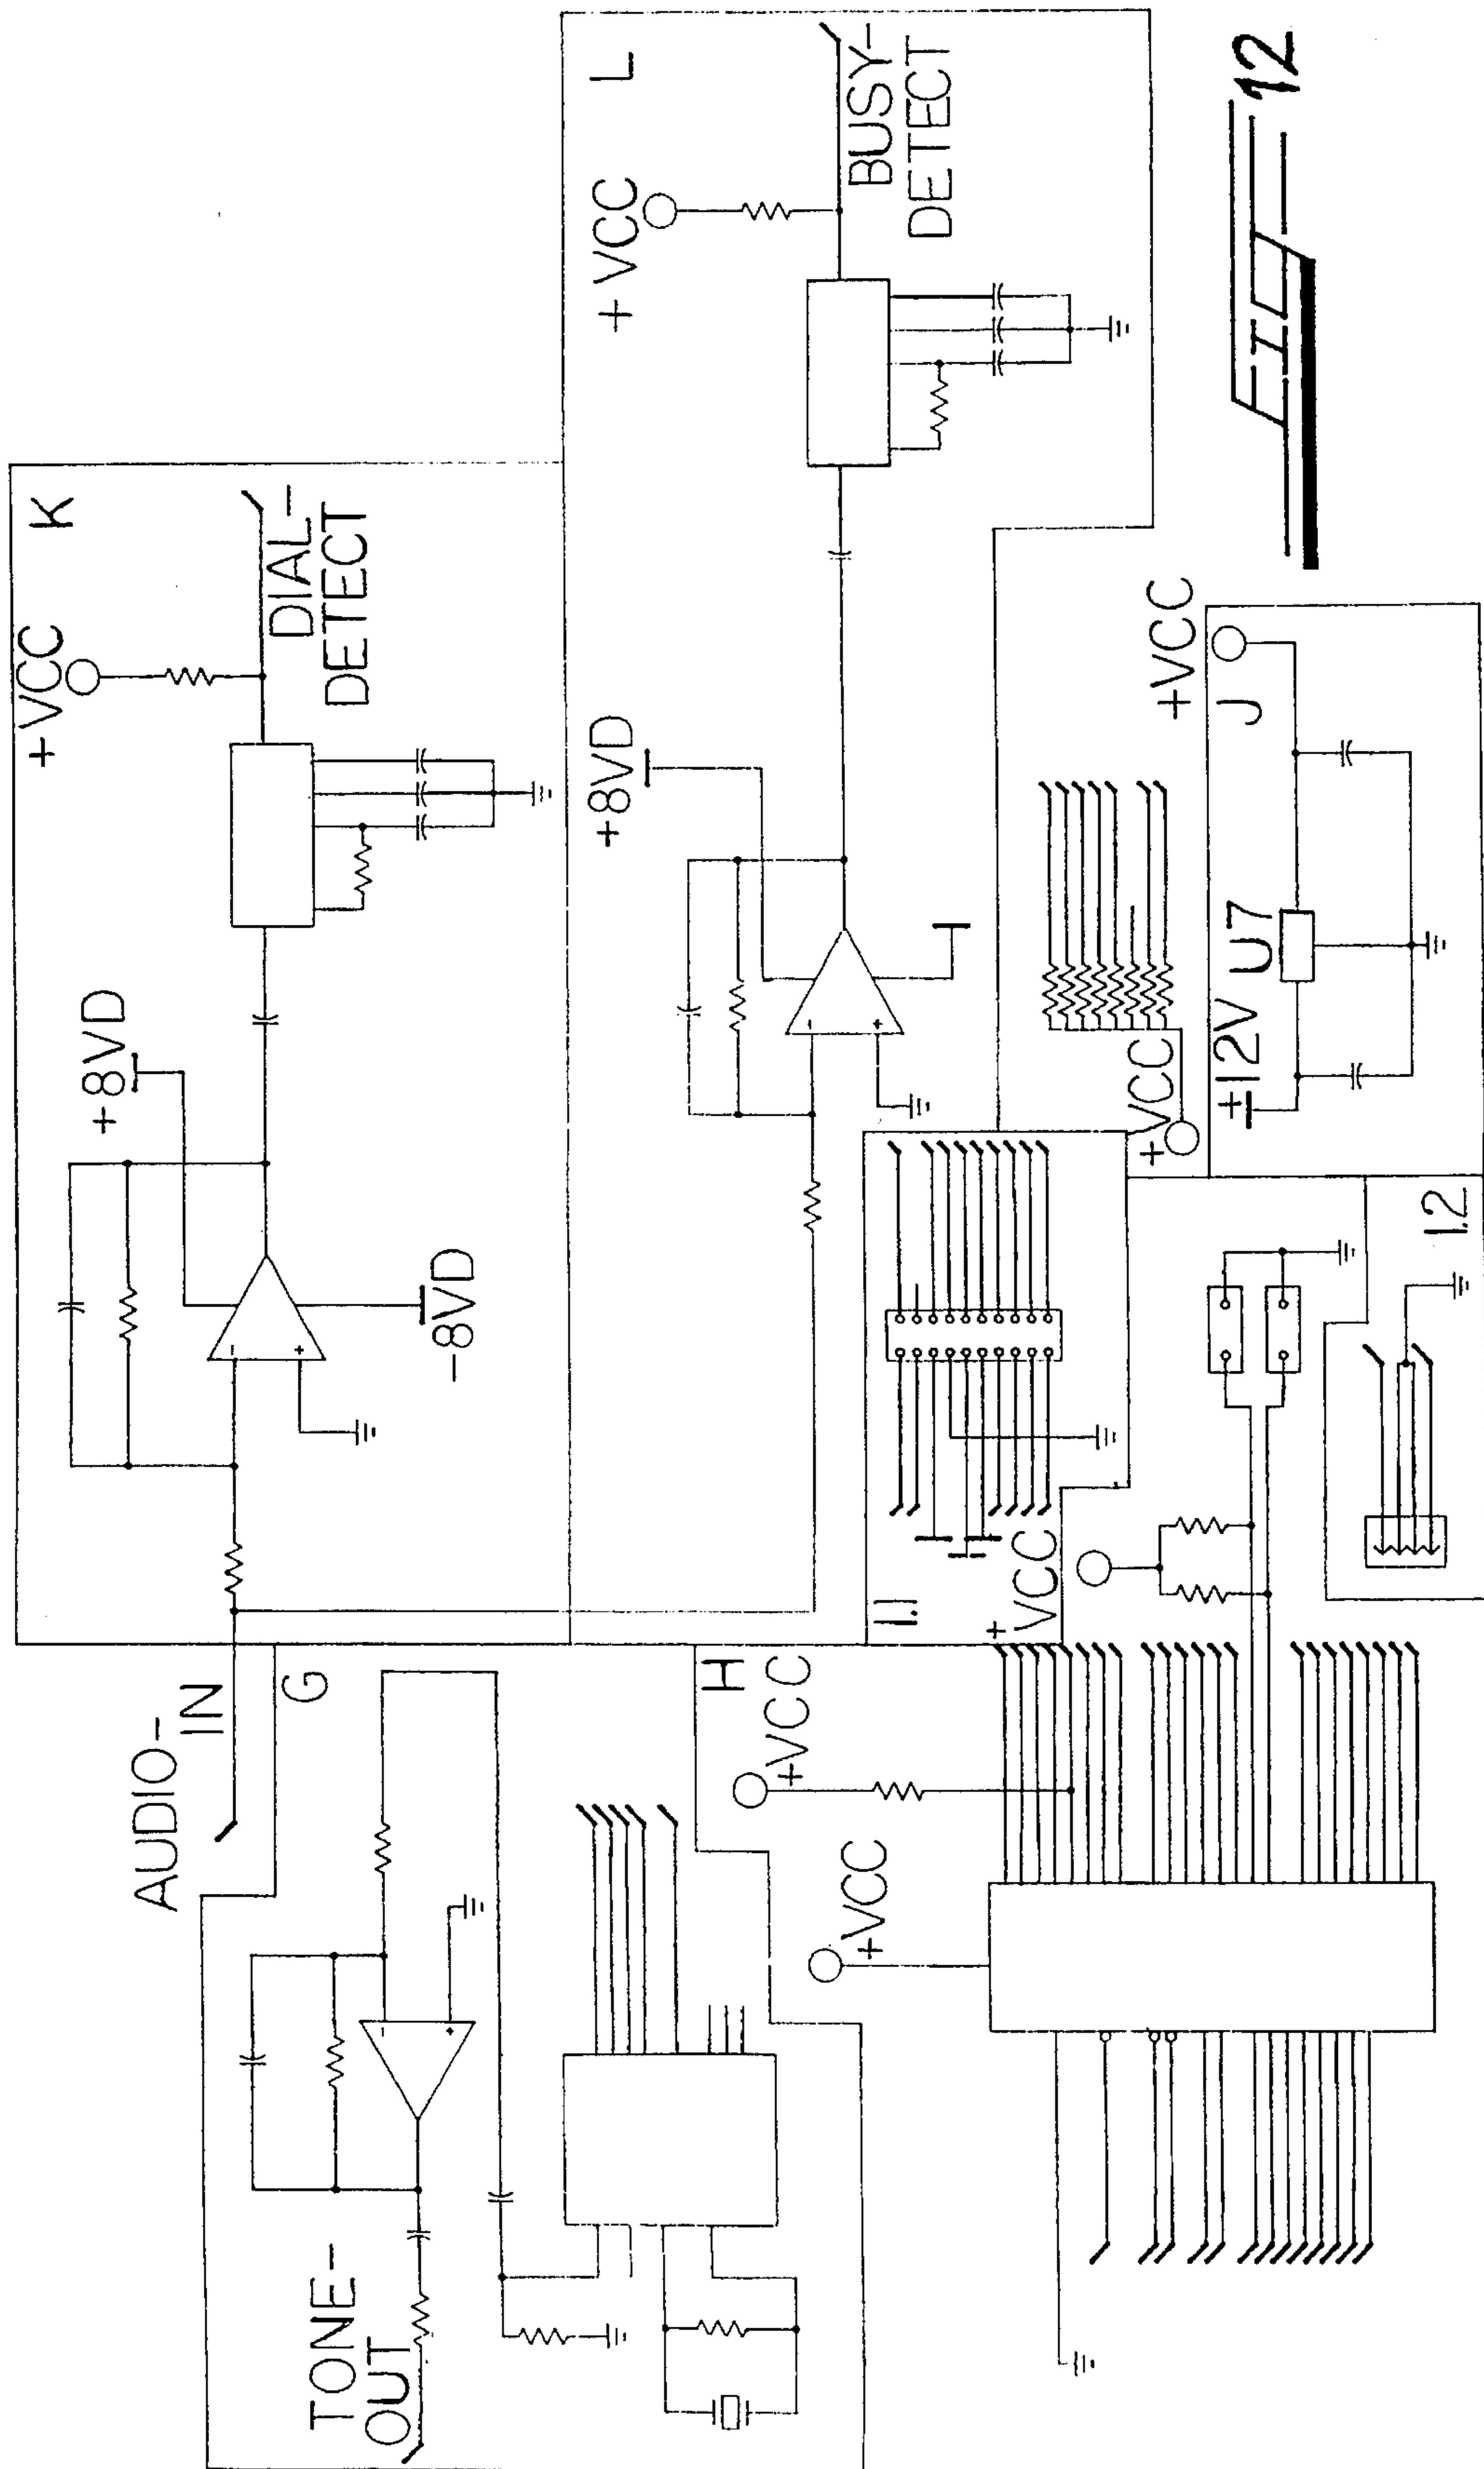 K
+VCC
DIAL-
DETECT
+8VD
-8VD
L
+VCC
BUSY-
DETECT
+8VD
AUDIO-
IN
G
TONE-
OUT
H
+VCC
+VCC
I.1
+
VCC
+VCC
J
+VCC
U7
±12V
I.2
FIG 12
-
+
-
+
-
+